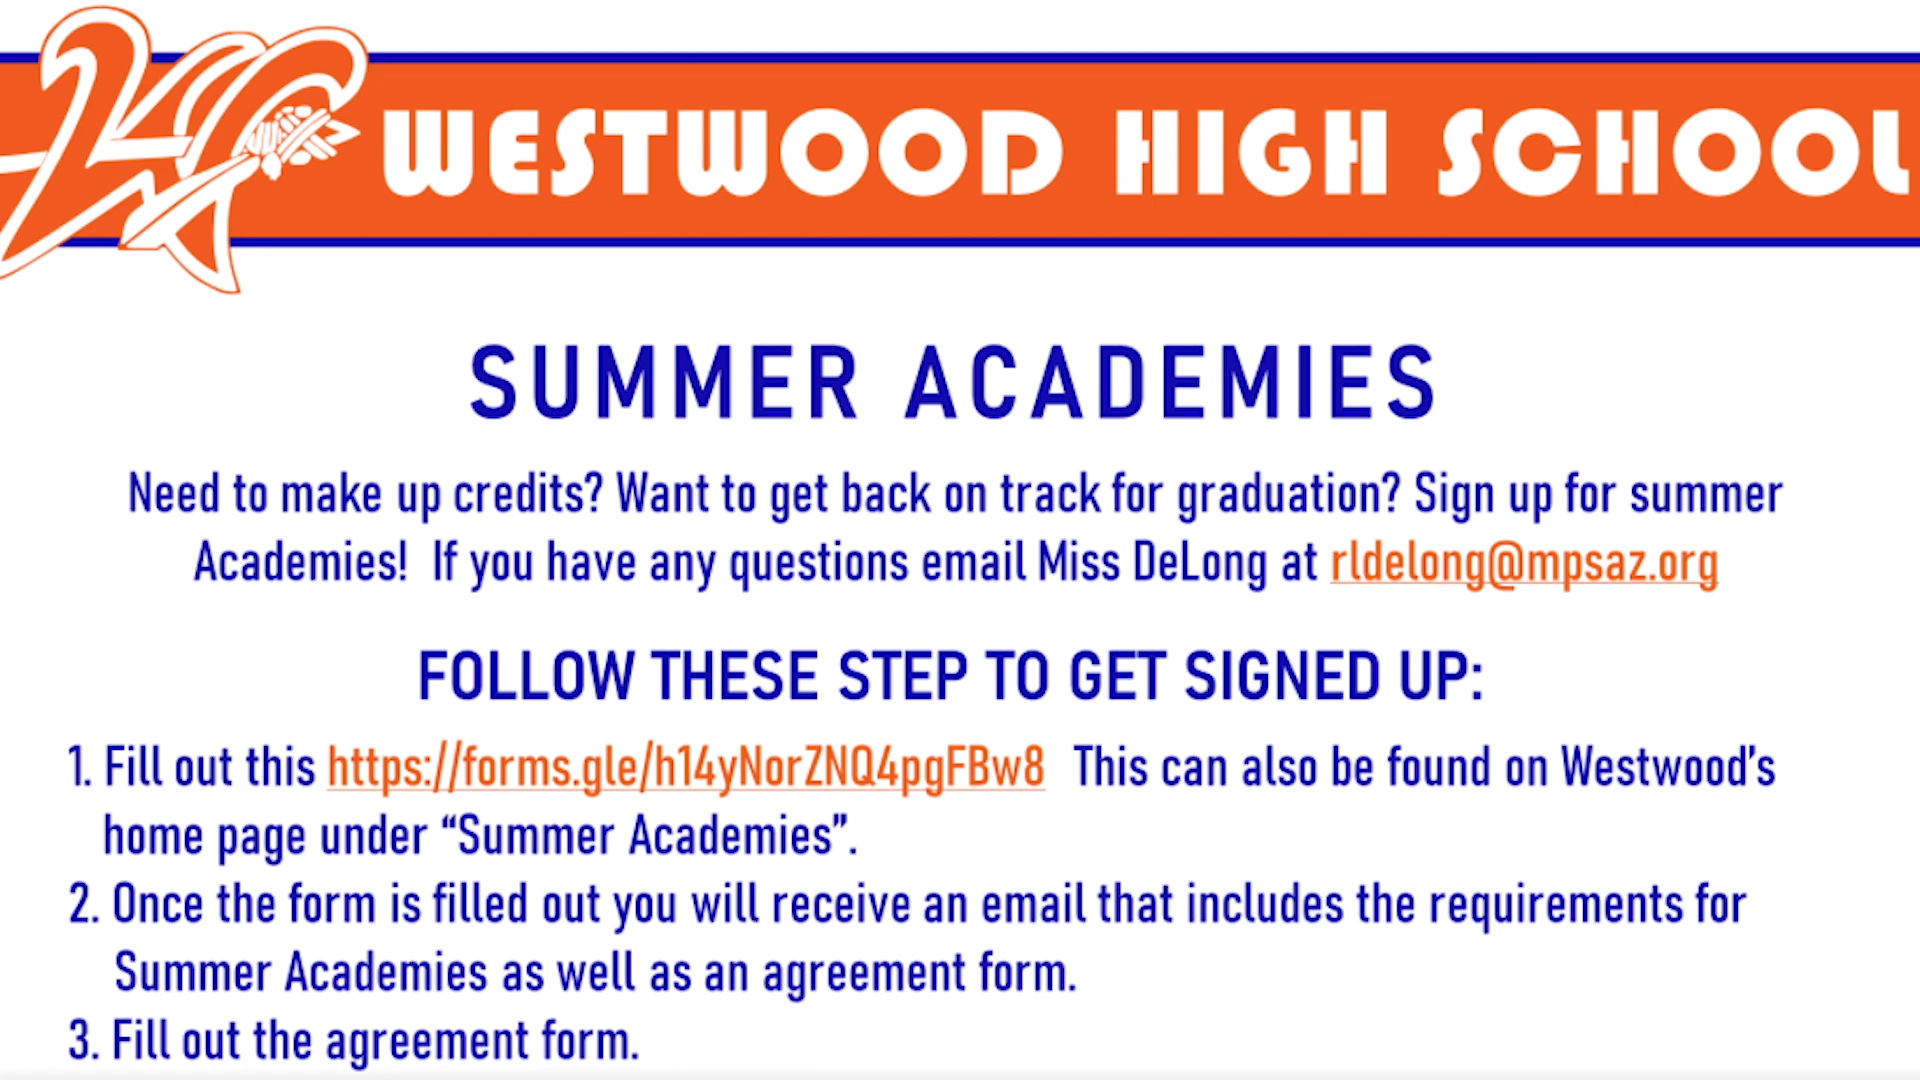 WESTWOOD HIGH SCHOOL
SUMMER ACADEMIES
Need to make up credits? Want to get back on track for graduation? Sign up for summer
Academies! If you have any questions email Miss DeLong at rldelong@mpsaz.org
FOLLOW THESE STEP TO GET SIGNED UP:
1. Fill out this https://forms.gle/h14yNorZNQ4pgFBw8 This can also be found on Westwood's
home page under “Summer Academies”.
2. Once the form is filled out you will receive an email that includes the requirements for
Summer Academies as well as an agreement form.
3. Fill out the agreement form.